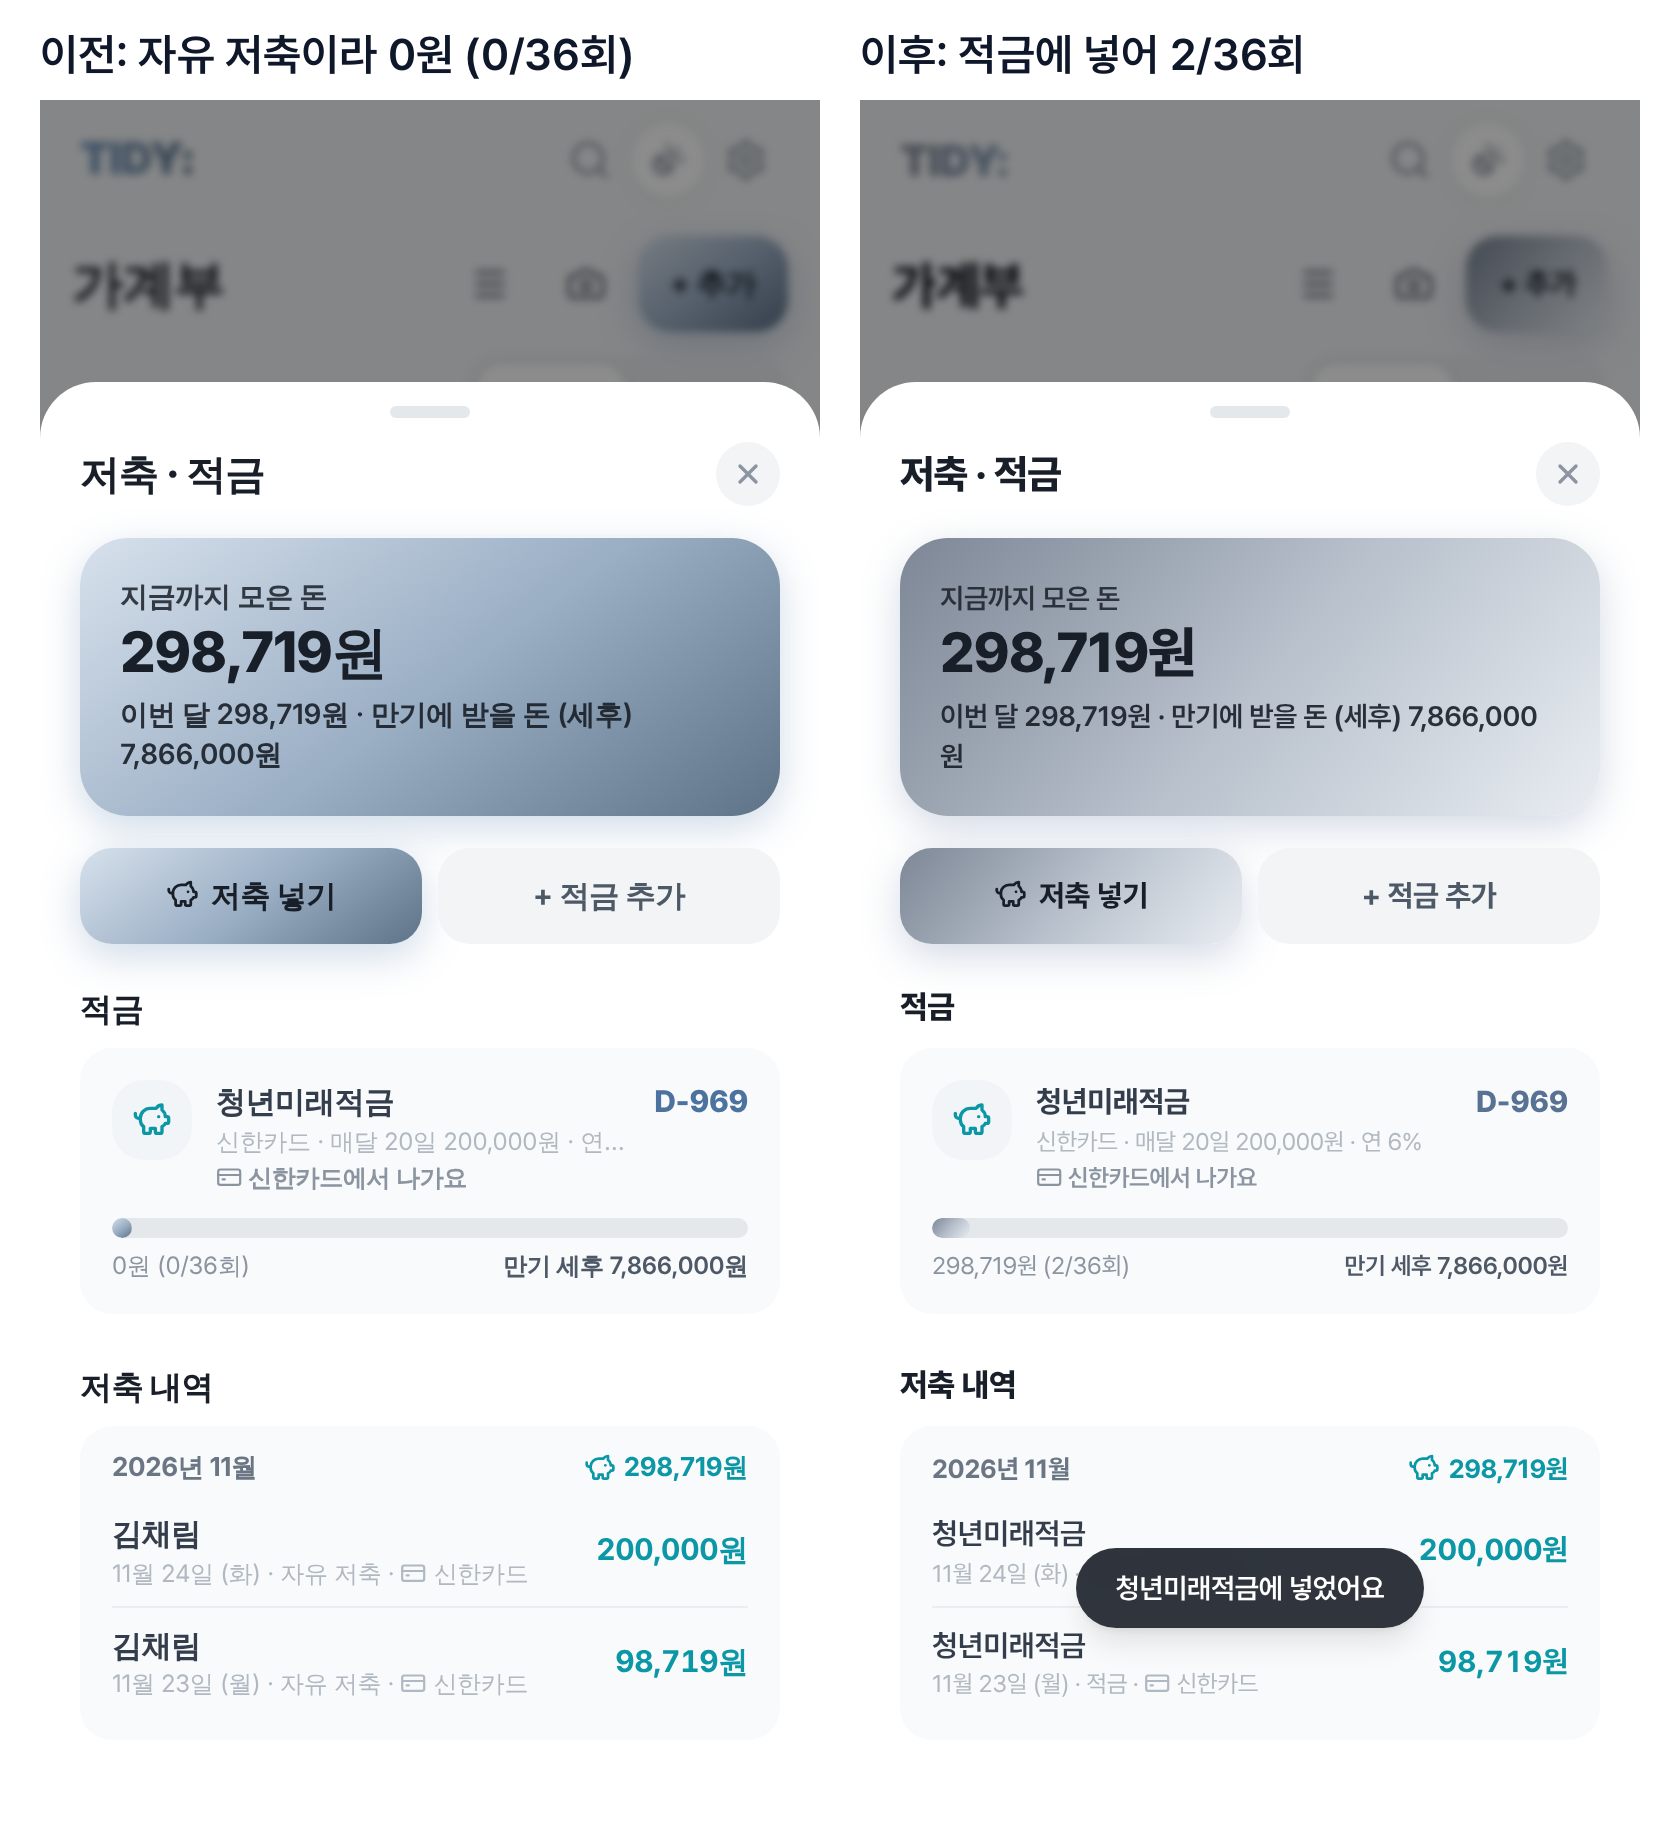 이전: 자유 저축이라 0원 (0/36회)
TIDY:
가계부
+ 추가
저축 · 적금
지금까지 모은 돈
298,719원
이번 달 298,719원 · 만기에 받을 돈 (세후)
7,866,000원
저축 넣기
+ 적금 추가
적금
청년미래적금
D-969
신한카드 · 매달 20일 200,000원 · 연...
신한카드에서 나가요
0원 (0/36회)
만기 세후 7,866,000원
저축 내역
2026년 11월
298,719원
김채림
200,000원
11월 24일 (화) · 자유 저축 · 신한카드
김채림
98,719원
11월 23일 (월) · 자유 저축 · 신한카드
이후: 적금에 넣어 2/36회
TIDY:
가계부
+ 추가
저축 · 적금
지금까지 모은 돈
298,719원
이번 달 298,719원 · 만기에 받을 돈 (세후) 7,866,000
원
저축 넣기
+ 적금 추가
적금
청년미래적금
D-969
신한카드 · 매달 20일 200,000원 · 연 6%
신한카드에서 나가요
298,719원 (2/36회)
만기 세후 7,866,000원
저축 내역
2026년 11월
298,719원
청년미래적금
200,000원
11월 24일 (화)
청년미래적금에 넣었어요
청년미래적금
98,719원
11월 23일 (월) · 적금 · 신한카드